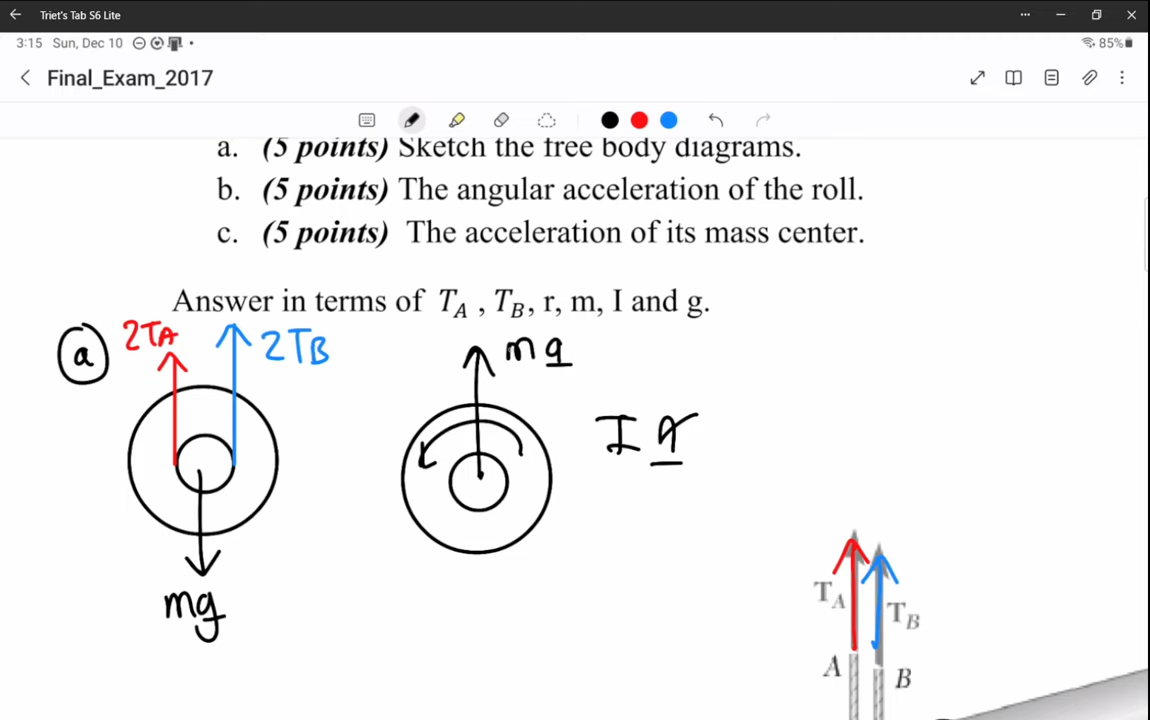 Triet's Tab S6 Lite
3:15 Sun, Dec 10 85%
Final_Exam_2017
a. (5 points) Sketch the free body diagrams.
b. (5 points) The angular acceleration of the roll.
c. (5 points) The acceleration of its mass center.
Answer in terms of T_A , T_B, r, m, I and g.
a
2TA
2TB
ma
I α
mg
T_A
T_B
A
B